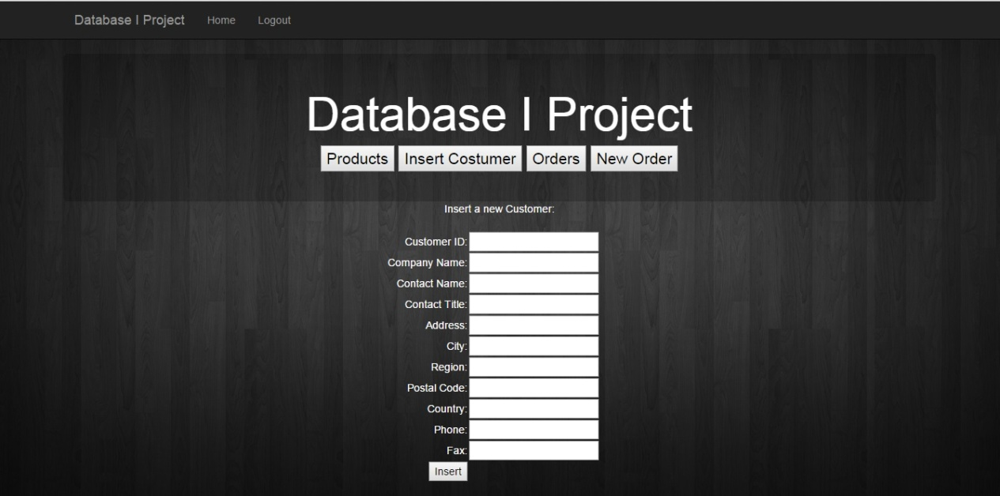 Database I Project Home Logout
Database I Project
Products Insert Costumer Orders New Order
Insert a new Customer:
Customer ID:
Company Name:
Contact Name:
Contact Title:
Address:
City:
Region:
Postal Code:
Country:
Phone:
Fax:
Insert